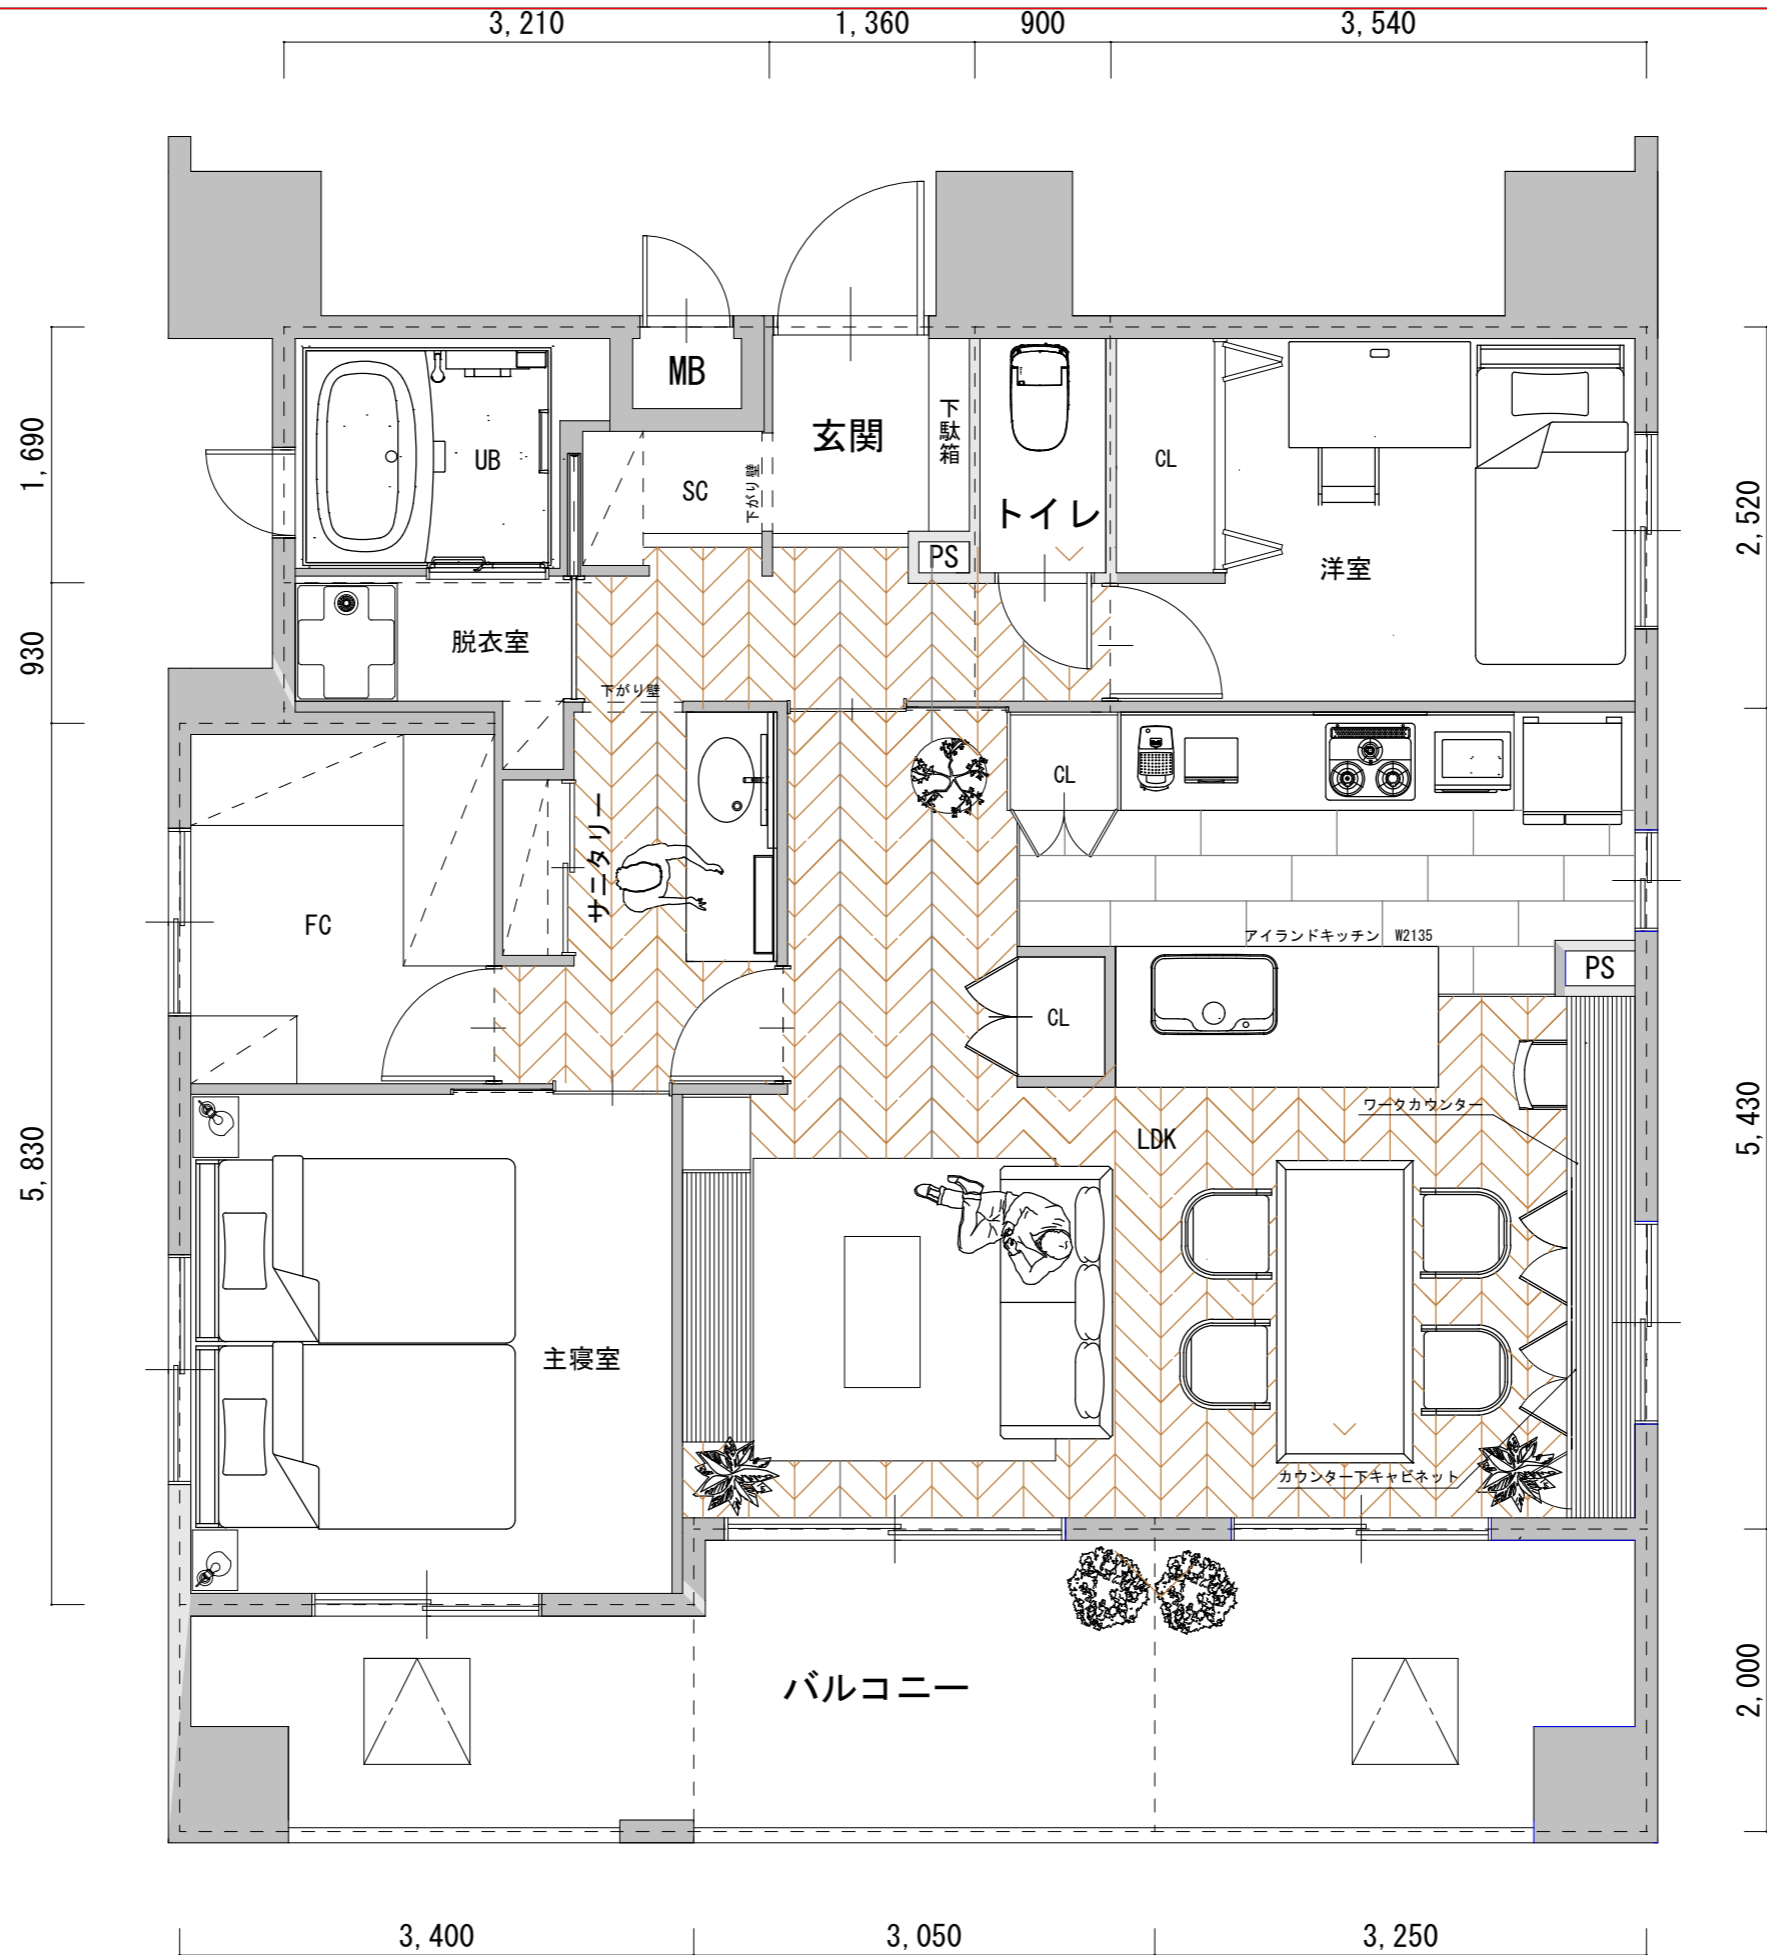 3,210 1,360 900 3,540
MB
玄関
下駄箱
UB
SC
下がり壁
トイレ
CL
1,690
2,520
PS
洋室
脱衣室
930
下がり壁
CL
サニタリー
FC
アイランドキッチン W2135
PS
CL
ワークカウンター
LDK
5,830
5,430
主寝室
カウンター下キャビネット
バルコニー
2,000
3,400 3,050 3,250